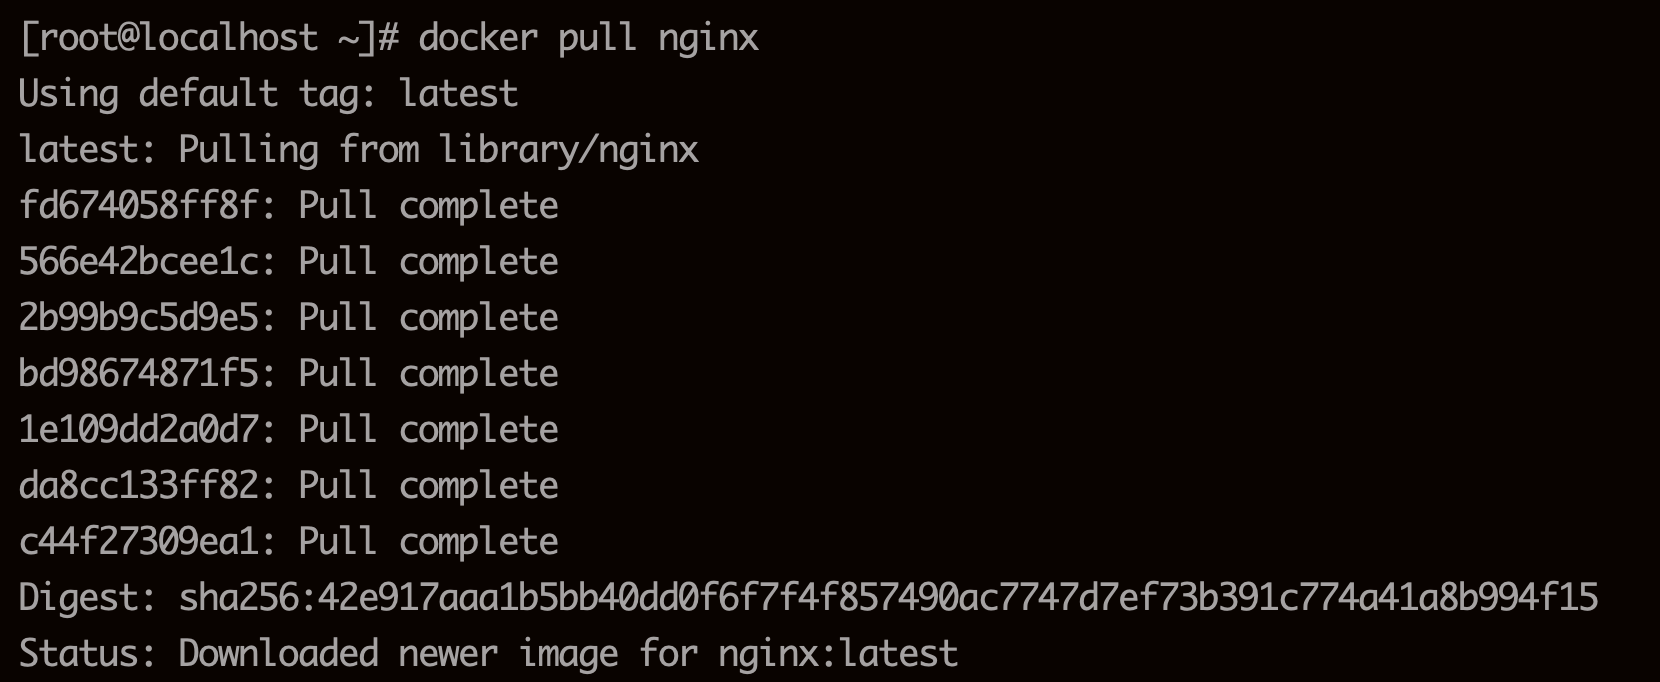 [root@localhost ~]# docker pull nginx
Using default tag: latest
latest: Pulling from library/nginx
fd674058ff8f: Pull complete
566e42bcee1c: Pull complete
2b99b9c5d9e5: Pull complete
bd98674871f5: Pull complete
1e109dd2a0d7: Pull complete
da8cc133ff82: Pull complete
c44f27309ea1: Pull complete
Digest: sha256:42e917aaa1b5bb40dd0f6f7f4f857490ac7747d7ef73b391c774a41a8b994f15
Status: Downloaded newer image for nginx:latest